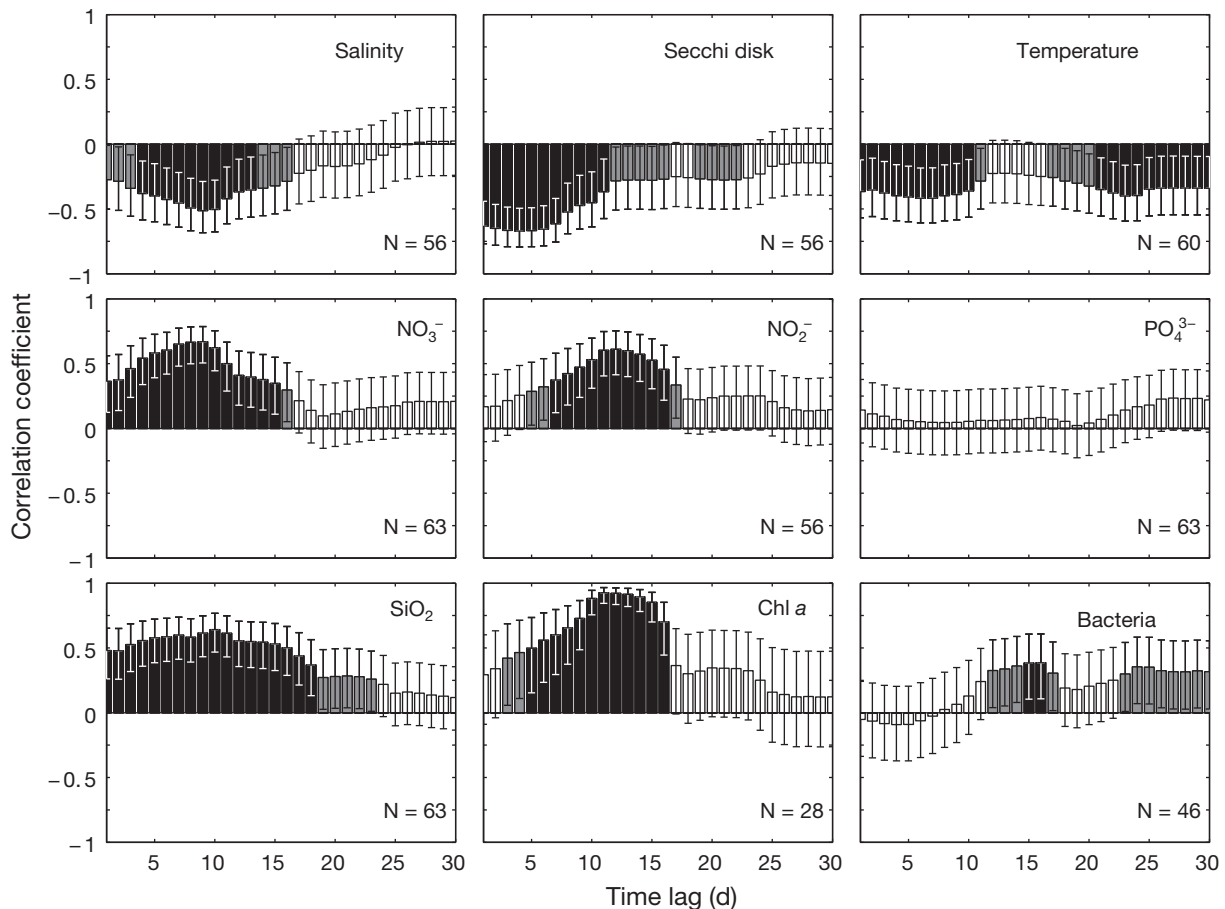 Correlation coefficient
1
0.5
0
−0.5
−1
Salinity
N = 56
Secchi disk
N = 56
Temperature
N = 60
1
0.5
0
−0.5
−1
NO₃⁻
N = 63
NO₂⁻
N = 56
PO₄³⁻
N = 63
1
0.5
0
−0.5
−1
SiO₂
N = 63
Chl a
N = 28
Bacteria
N = 46
5 10 15 20 25 30
5 10 15 20 25 30
5 10 15 20 25 30
Time lag (d)